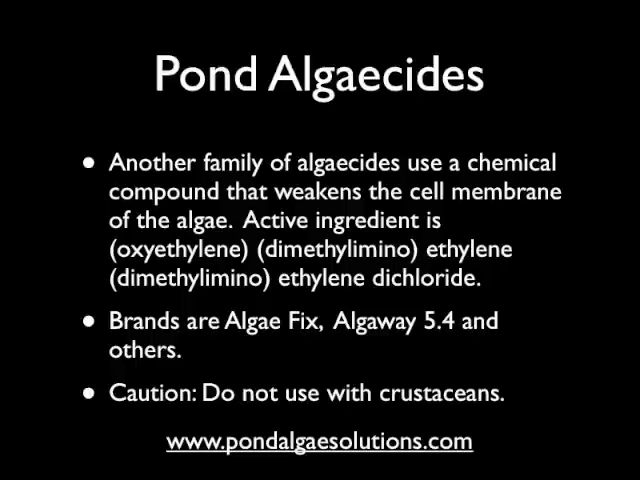 Pond Algaecides
• Another family of algaecides use a chemical
compound that weakens the cell membrane
of the algae. Active ingredient is
(oxyethylene) (dimethylimino) ethylene
(dimethylimino) ethylene dichloride.
• Brands are Algae Fix, Algaway 5.4 and
others.
• Caution: Do not use with crustaceans.
www.pondalgaesolutions.com